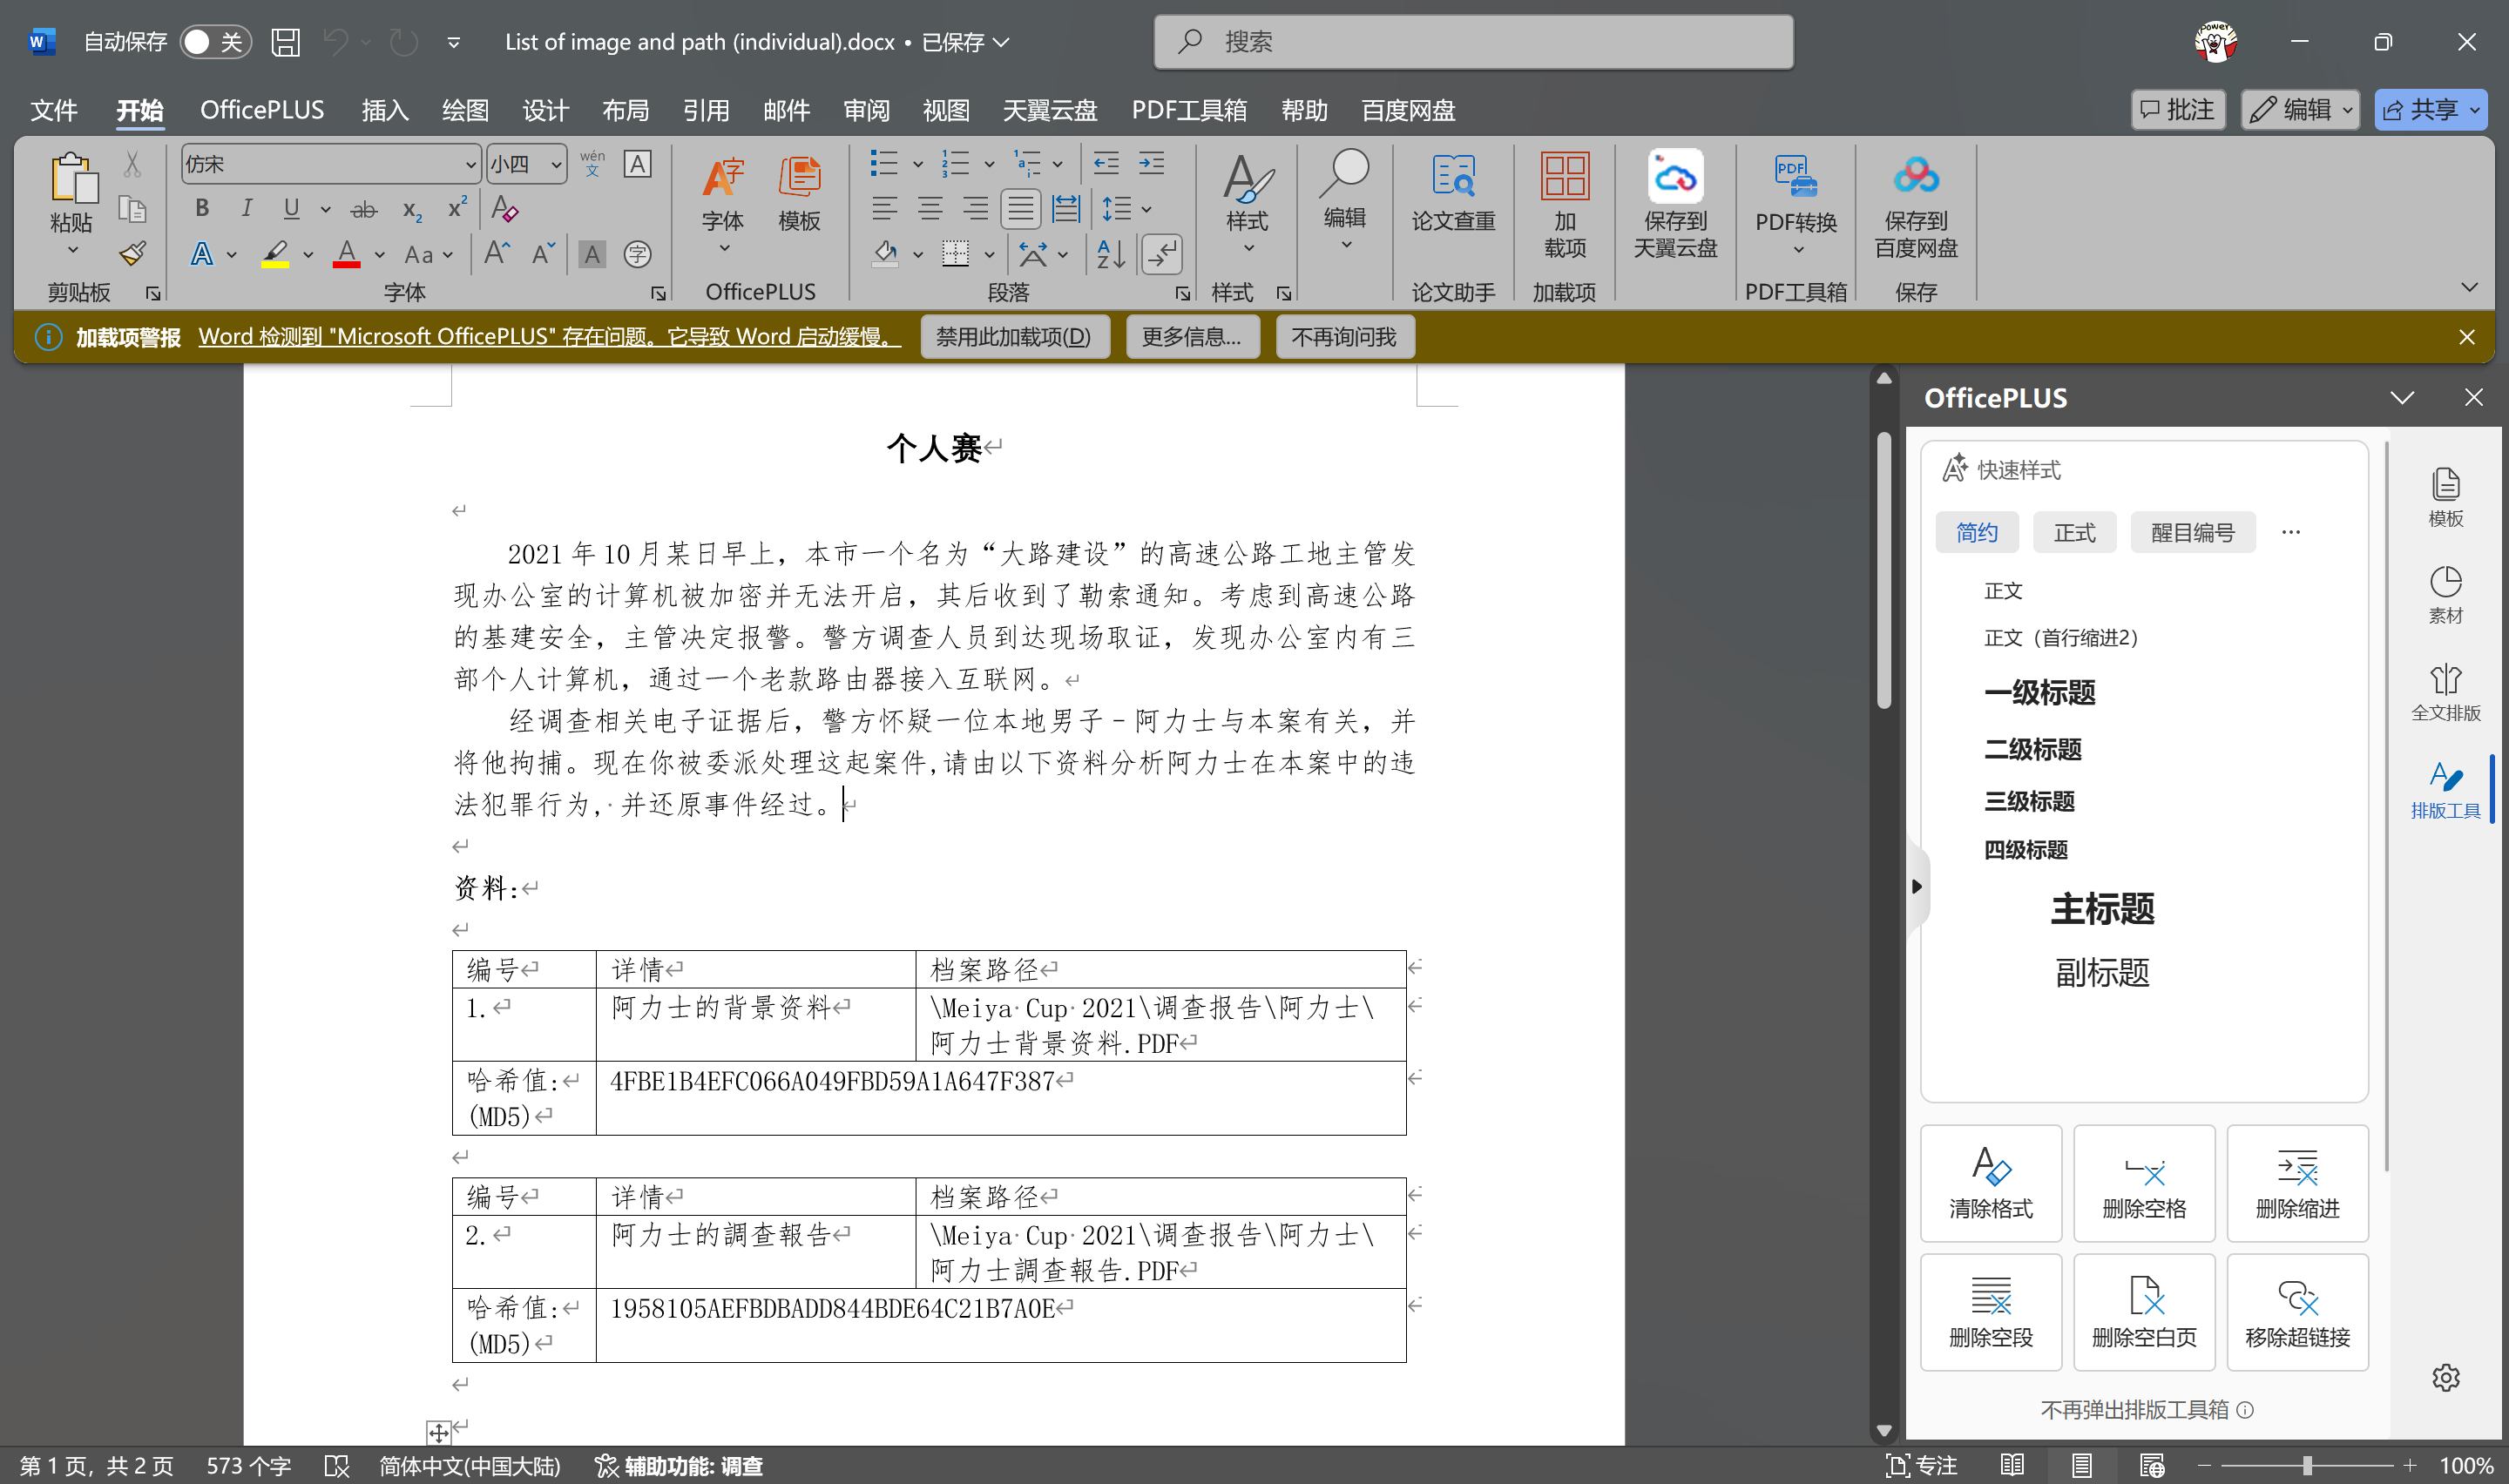 自动保存 关 List of image and path (individual).docx • 已保存 搜索
文件 开始 OfficePLUS 插入 绘图 设计 布局 引用 邮件 审阅 视图 天翼云盘 PDF工具箱 帮助 百度网盘 批注 编辑 共享
粘贴
剪贴板
仿宋 小四 wén 文 A
B I U ab x₂ x² A
A A Aa A A A 字
字体
字体 模板
OfficePLUS
段落
样式
样式
编辑
论文查重
论文助手
加载项
加载项
保存到
天翼云盘
PDF转换
PDF工具箱
保存到
百度网盘
保存
加载项警报 Word 检测到 "Microsoft OfficePLUS" 存在问题。它导致 Word 启动缓慢。 禁用此加载项(D) 更多信息... 不再询问我
个人赛
2021 年 10 月某日早上，本市一个名为“大路建设”的高速公路工地主管发
现办公室的计算机被加密并无法开启，其后收到了勒索通知。考虑到高速公路
的基建安全，主管决定报警。警方调查人员到达现场取证，发现办公室内有三
部个人计算机，通过一个老款路由器接入互联网。
经调查相关电子证据后，警方怀疑一位本地男子－阿力士与本案有关，并
将他拘捕。现在你被委派处理这起案件,请由以下资料分析阿力士在本案中的违
法犯罪行为, 并还原事件经过。
资料:
编号 详情 档案路径
1. 阿力士的背景资料 \Meiya Cup 2021\调查报告\阿力士\
阿力士背景资料.PDF
哈希值: 4FBE1B4EFC066A049FBD59A1A647F387
(MD5)
编号 详情 档案路径
2. 阿力士的調查報告 \Meiya Cup 2021\调查报告\阿力士\
阿力士調查報告.PDF
哈希值: 1958105AEFBDBADD844BDE64C21B7A0E
(MD5)
OfficePLUS
快速样式
简约 正式 醒目编号 ...
正文
正文（首行缩进2）
一级标题
二级标题
三级标题
四级标题
主标题
副标题
清除格式 删除空格 删除缩进
删除空段 删除空白页 移除超链接
不再弹出排版工具箱
模板
素材
全文排版
排版工具
第 1 页，共 2 页 573 个字 简体中文(中国大陆) 辅助功能: 调查 专注 100%